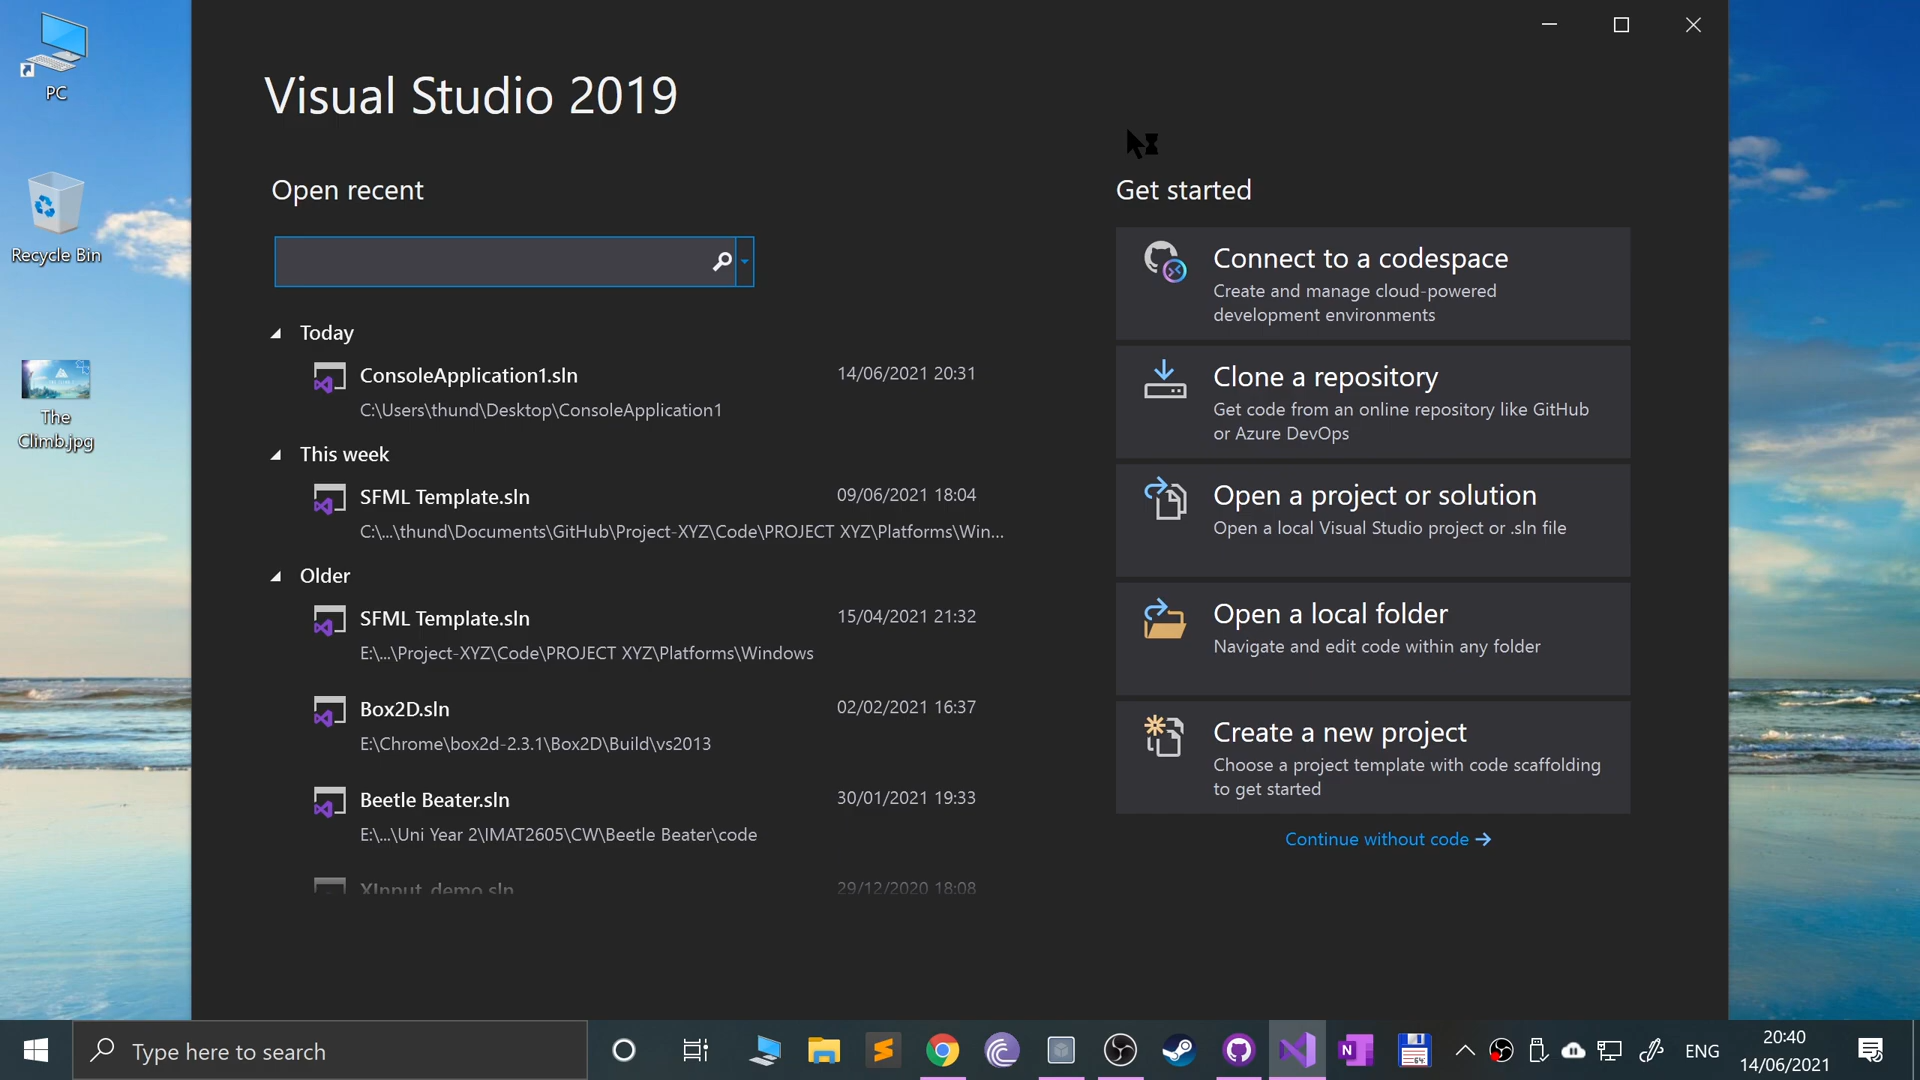 PC
Recycle Bin
The
Climb.jpg
Visual Studio 2019
Open recent
Today
ConsoleApplication1.sln 14/06/2021 20:31
C:\Users\thund\Desktop\ConsoleApplication1
This week
SFML Template.sln 09/06/2021 18:04
C:\...\thund\Documents\GitHub\Project-XYZ\Code\PROJECT XYZ\Platforms\Win...
Older
SFML Template.sln 15/04/2021 21:32
E:\...\Project-XYZ\Code\PROJECT XYZ\Platforms\Windows
Box2D.sln 02/02/2021 16:37
E:\Chrome\box2d-2.3.1\Box2D\Build\vs2013
Beetle Beater.sln 30/01/2021 19:33
E:\...\Uni Year 2\IMAT2605\CW\Beetle Beater\code
XInput_demo.sln 29/12/2020 18:08
Get started
Connect to a codespace
Create and manage cloud-powered
development environments
Clone a repository
Get code from an online repository like GitHub
or Azure DevOps
Open a project or solution
Open a local Visual Studio project or .sln file
Open a local folder
Navigate and edit code within any folder
Create a new project
Choose a project template with code scaffolding
to get started
Continue without code →
Type here to search
ENG
20:40
14/06/2021